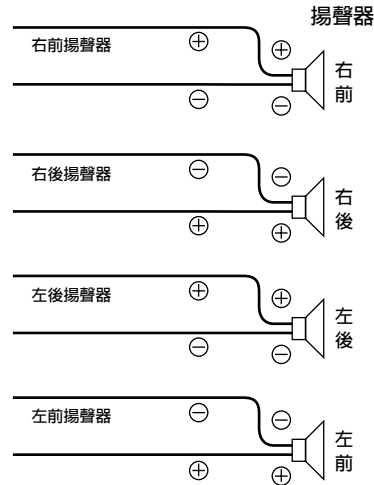 揚聲器
右前揚聲器 ⊕ ⊕
右前
⊖ ⊖
右後揚聲器 ⊖ ⊖
右後
⊕ ⊕
左後揚聲器 ⊕ ⊕
左後
⊖ ⊖
左前揚聲器 ⊖ ⊖
左前
⊕ ⊕